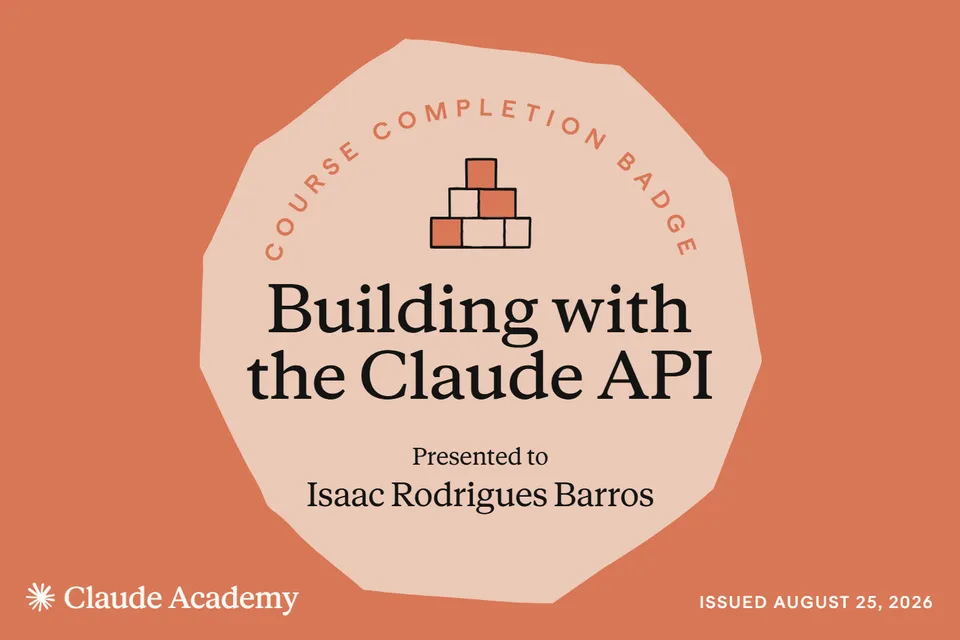 COURSE COMPLETION BADGE
Building with
the Claude API
Presented to
Isaac Rodrigues Barros
Claude Academy
ISSUED AUGUST 25, 2026